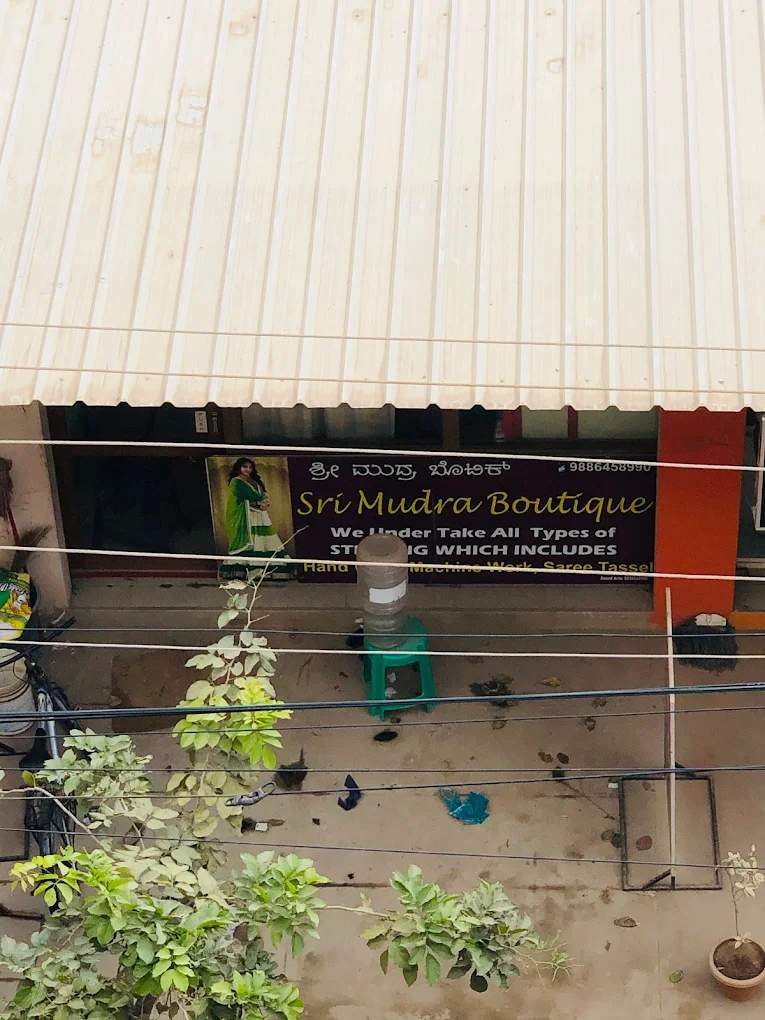 ಶ್ರೀ ಮುದ್ರ ಬೊಟಿಕ್
9886458990
Sri Mudra Boutique
We Under Take All Types of
WHICH INCLUDES
Hand Machine Work, Saree Tassel